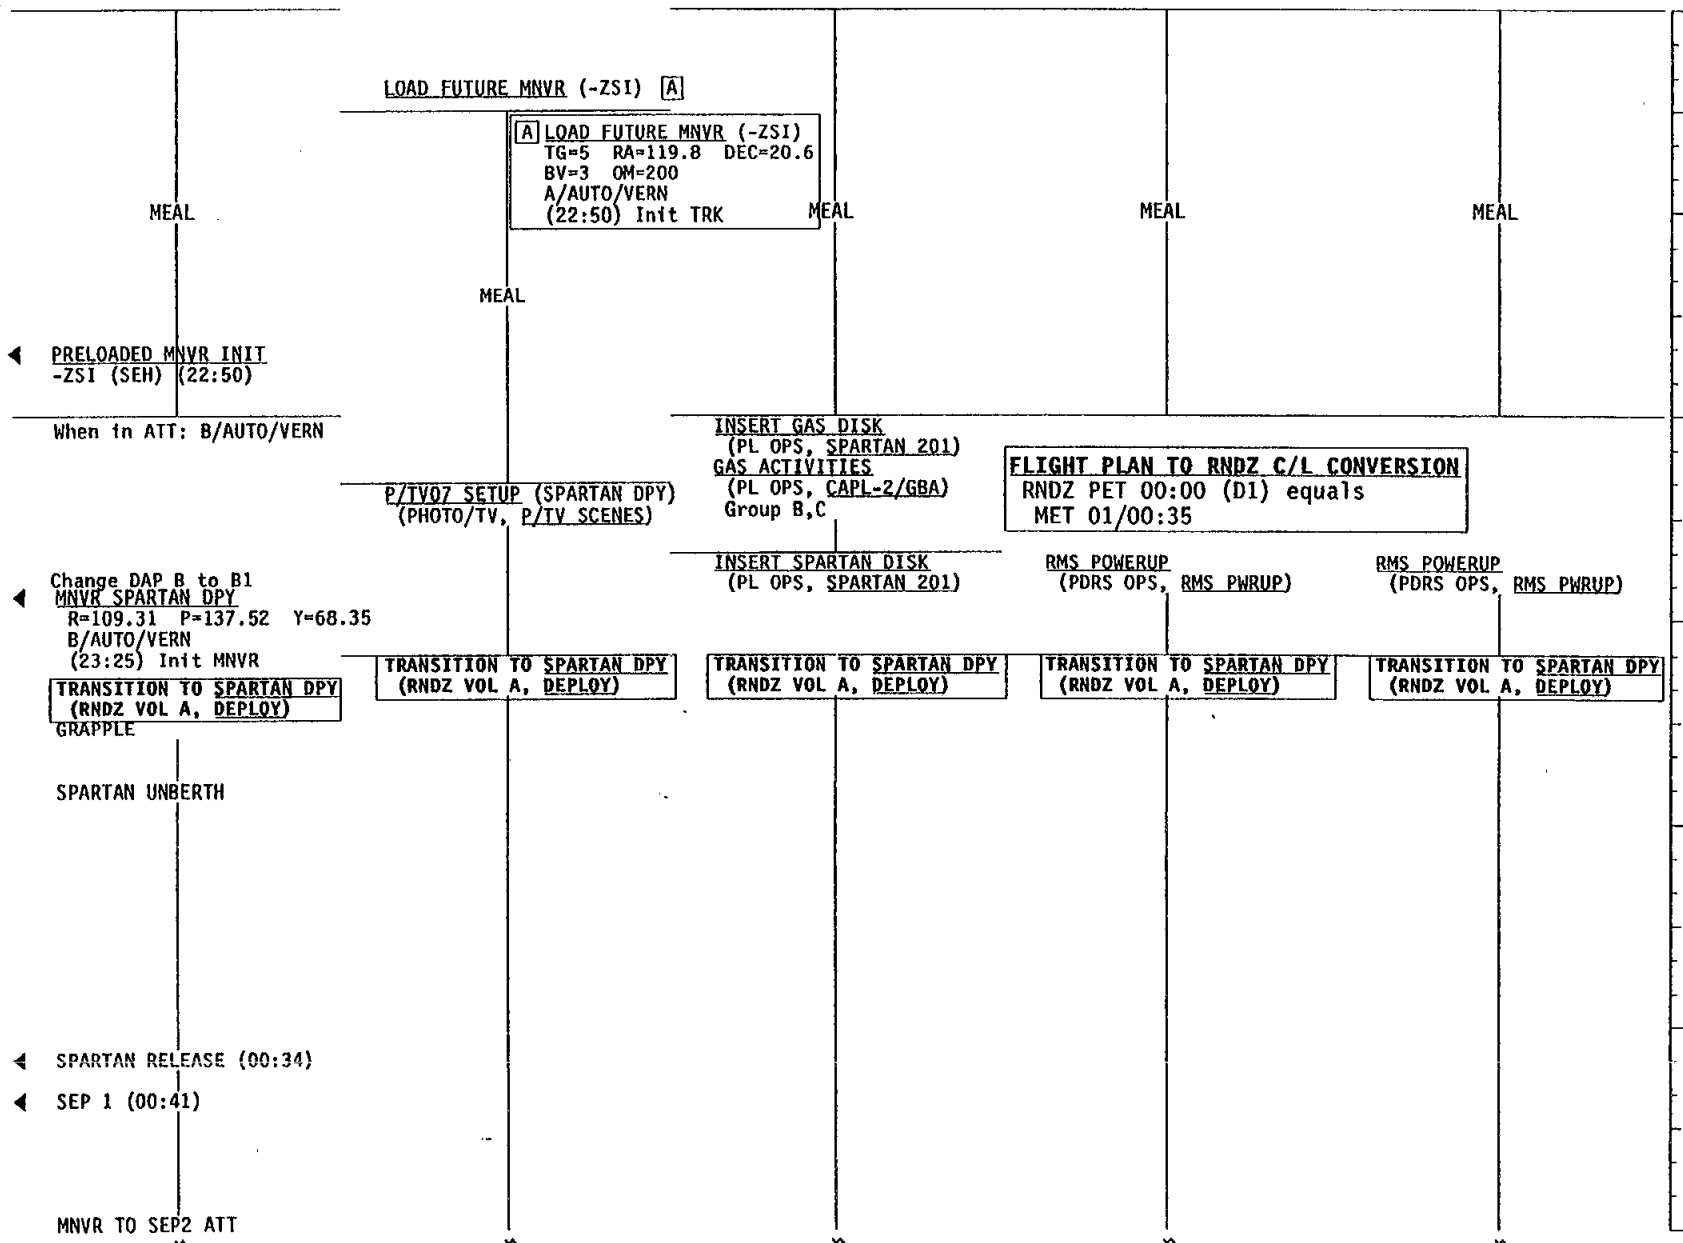 LOAD FUTURE MNVR (-ZSI) A
A LOAD FUTURE MNVR (-ZSI)
TG=5 RA=119.8 DEC=20.6
BV=3 OM=200
A/AUTO/VERN
(22:50) Init TRK
MEAL
MEAL
MEAL
MEAL
MEAL
PRELOADED MNVR INIT
-ZSI (SEH) (22:50)
When in ATT: B/AUTO/VERN
P/TV07 SETUP (SPARTAN DPY)
(PHOTO/TV, P/TV SCENES)
INSERT GAS DISK
(PL OPS, SPARTAN 201)
GAS ACTIVITIES
(PL OPS, CAPL-2/GBA)
Group B,C
FLIGHT PLAN TO RNDZ C/L CONVERSION
RNDZ PET 00:00 (D1) equals
MET 01/00:35
INSERT SPARTAN DISK
(PL OPS, SPARTAN 201)
RMS POWERUP
(PDRS OPS, RMS PWRUP)
RMS POWERUP
(PDRS OPS, RMS PWRUP)
Change DAP B to B1
MNVR SPARTAN DPY
R=109.31 P=137.52 Y=68.35
B/AUTO/VERN
(23:25) Init MNVR
TRANSITION TO SPARTAN DPY
(RNDZ VOL A, DEPLOY)
TRANSITION TO SPARTAN DPY
(RNDZ VOL A, DEPLOY)
TRANSITION TO SPARTAN DPY
(RNDZ VOL A, DEPLOY)
TRANSITION TO SPARTAN DPY
(RNDZ VOL A, DEPLOY)
TRANSITION TO SPARTAN DPY
(RNDZ VOL A, DEPLOY)
GRAPPLE
SPARTAN UNBERTH
SPARTAN RELEASE (00:34)
SEP 1 (00:41)
MNVR TO SEP2 ATT